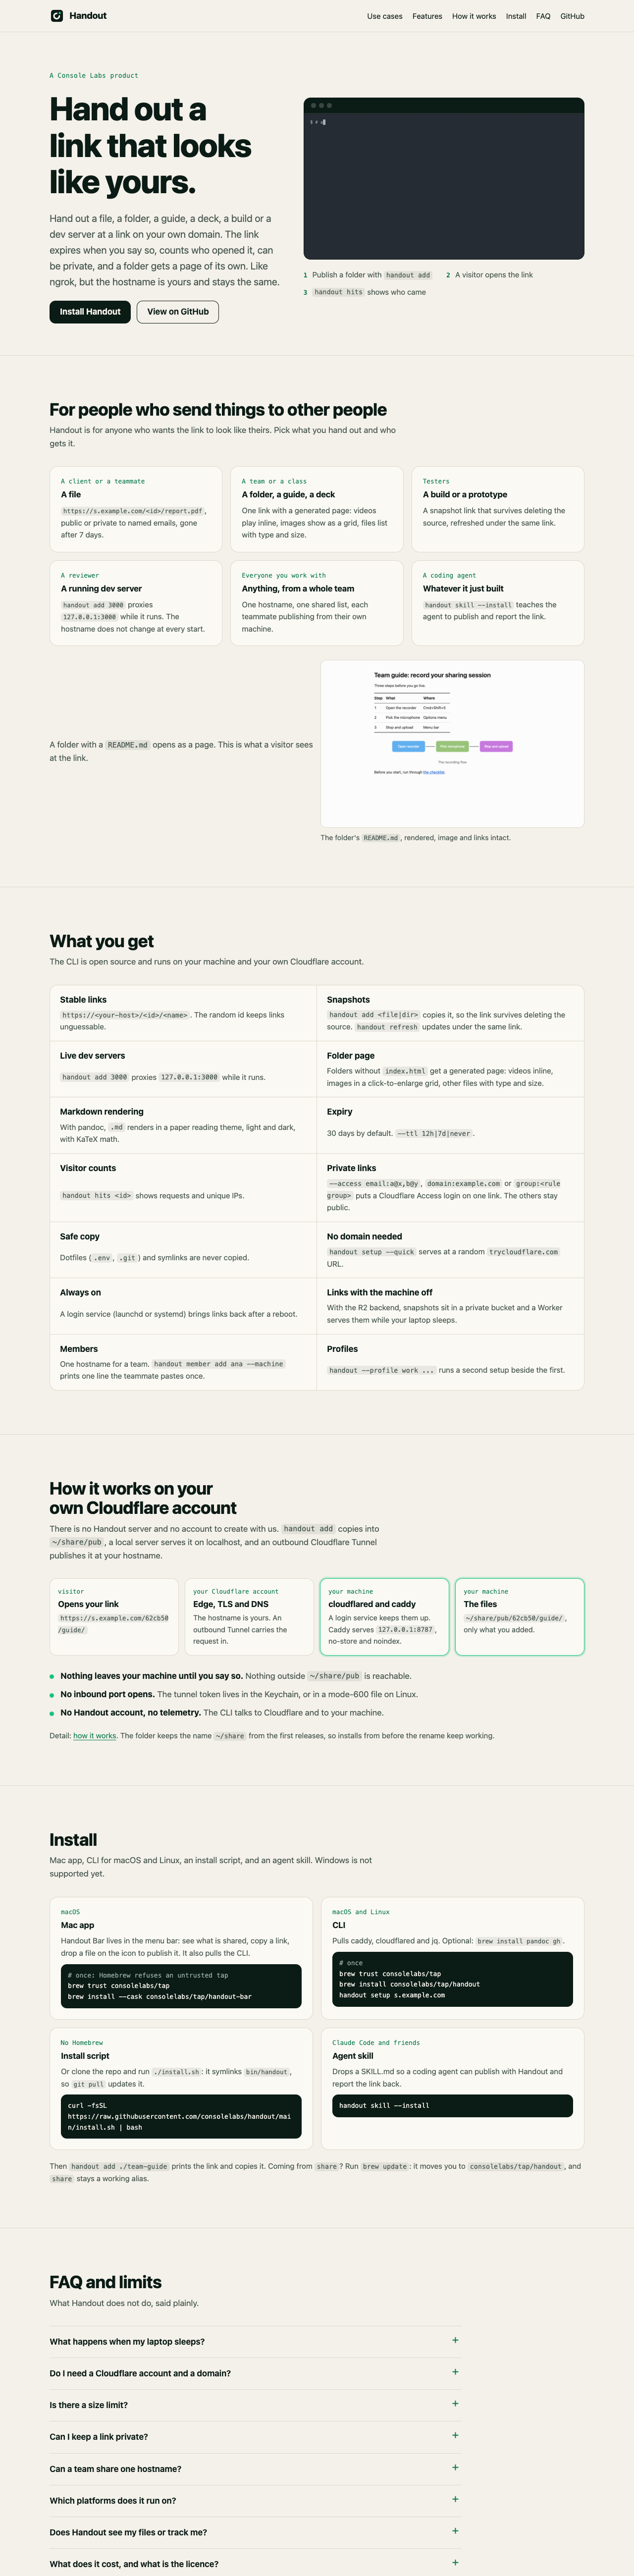 Handout
Use cases Features How it works Install FAQ GitHub
A Console Labs product
Hand out a
link that looks
like yours.
Hand out a file, a folder, a guide, a deck, a build or a
dev server at a link on your own domain. The link
expires when you say so, counts who opened it, can
be private, and a folder gets a page of its own. Like
ngrok, but the hostname is yours and stays the same.
Install Handout View on GitHub
1 Publish a folder with handout add 2 A visitor opens the link
3 handout hits shows who came
For people who send things to other people
Handout is for anyone who wants the link to look like theirs. Pick what you hand out and who
gets it.
A client or a teammate
A file
https://s.example.com/<id>/report.pdf,
public or private to named emails, gone
after 7 days.
A team or a class
A folder, a guide, a deck
One link with a generated page: videos
play inline, images show as a grid, files list
with type and size.
Testers
A build or a prototype
A snapshot link that survives deleting the
source, refreshed under the same link.
A reviewer
A running dev server
handout add 3000 proxies
127.0.0.1:3000 while it runs. The
hostname does not change at every start.
Everyone you work with
Anything, from a whole team
One hostname, one shared list, each
teammate publishing from their own
machine.
A coding agent
Whatever it just built
handout skill --install teaches the
agent to publish and report the link.
A folder with a README.md opens as a page. This is what a visitor sees
at the link.
Team guide: record your sharing session
Three steps before you go live.
Step What Where
1 Open the recorder Cmd+Shift+5
2 Pick the microphone Options menu
3 Stop and upload Menu bar
Open recorder Pick microphone Stop and upload
The recording flow
Before you start, run through the checklist.
The folder's README.md, rendered, image and links intact.
What you get
The CLI is open source and runs on your machine and your own Cloudflare account.
Stable links
https://<your-host>/<id>/<name>. The random id keeps links
unguessable.
Snapshots
handout add <file|dir> copies it, so the link survives deleting the
source. handout refresh updates under the same link.
Live dev servers
handout add 3000 proxies 127.0.0.1:3000 while it runs.
Folder page
Folders without index.html get a generated page: videos inline,
images in a click-to-enlarge grid, other files with type and size.
Markdown rendering
With pandoc, .md renders in a paper reading theme, light and dark,
with KaTeX math.
Expiry
30 days by default. --ttl 12h|7d|never.
Visitor counts
handout hits <id> shows requests and unique IPs.
Private links
--access email:a@x,b@y, domain:example.com or group:<rule
group> puts a Cloudflare Access login on one link. The others stay
public.
Safe copy
Dotfiles (.env, .git) and symlinks are never copied.
No domain needed
handout setup --quick serves at a random trycloudflare.com
URL.
Always on
A login service (launchd or systemd) brings links back after a reboot.
Links with the machine off
With the R2 backend, snapshots sit in a private bucket and a Worker
serves them while your laptop sleeps.
Members
One hostname for a team. handout member add ana --machine
prints one line the teammate pastes once.
Profiles
handout --profile work ... runs a second setup beside the first.
How it works on your
own Cloudflare account
There is no Handout server and no account to create with us. handout add copies into
~/share/pub, a local server serves it on localhost, and an outbound Cloudflare Tunnel
publishes it at your hostname.
visitor
Opens your link
https://s.example.com/62cb50
/guide/
your Cloudflare account
Edge, TLS and DNS
The hostname is yours. An
outbound Tunnel carries the
request in.
your machine
cloudflared and caddy
A login service keeps them up.
Caddy serves 127.0.0.1:8787,
no-store and noindex.
your machine
The files
~/share/pub/62cb50/guide/,
only what you added.
Nothing leaves your machine until you say so. Nothing outside ~/share/pub is reachable.
No inbound port opens. The tunnel token lives in the Keychain, or in a mode-600 file on Linux.
No Handout account, no telemetry. The CLI talks to Cloudflare and to your machine.
Detail: how it works. The folder keeps the name ~/share from the first releases, so installs from before the rename keep working.
Install
Mac app, CLI for macOS and Linux, an install script, and an agent skill. Windows is not
supported yet.
macOS
Mac app
Handout Bar lives in the menu bar: see what is shared, copy a link,
drop a file on the icon to publish it. It also pulls the CLI.
# once: Homebrew refuses an untrusted tap
brew trust consolelabs/tap
brew install --cask consolelabs/tap/handout-bar
macOS and Linux
CLI
Pulls caddy, cloudflared and jq. Optional: brew install pandoc gh.
# once
brew trust consolelabs/tap
brew install consolelabs/tap/handout
handout setup s.example.com
No Homebrew
Install script
Or clone the repo and run ./install.sh: it symlinks bin/handout,
so git pull updates it.
curl -fsSL
https://raw.githubusercontent.com/consolelabs/handout/mai
n/install.sh | bash
Claude Code and friends
Agent skill
Drops a SKILL.md so a coding agent can publish with Handout and
report the link back.
handout skill --install
Then handout add ./team-guide prints the link and copies it. Coming from share? Run brew update: it moves you to consolelabs/tap/handout, and
share stays a working alias.
FAQ and limits
What Handout does not do, said plainly.
What happens when my laptop sleeps? +
Do I need a Cloudflare account and a domain? +
Is there a size limit? +
Can I keep a link private? +
Can a team share one hostname? +
Which platforms does it run on? +
Does Handout see my files or track me? +
What does it cost, and what is the licence? +